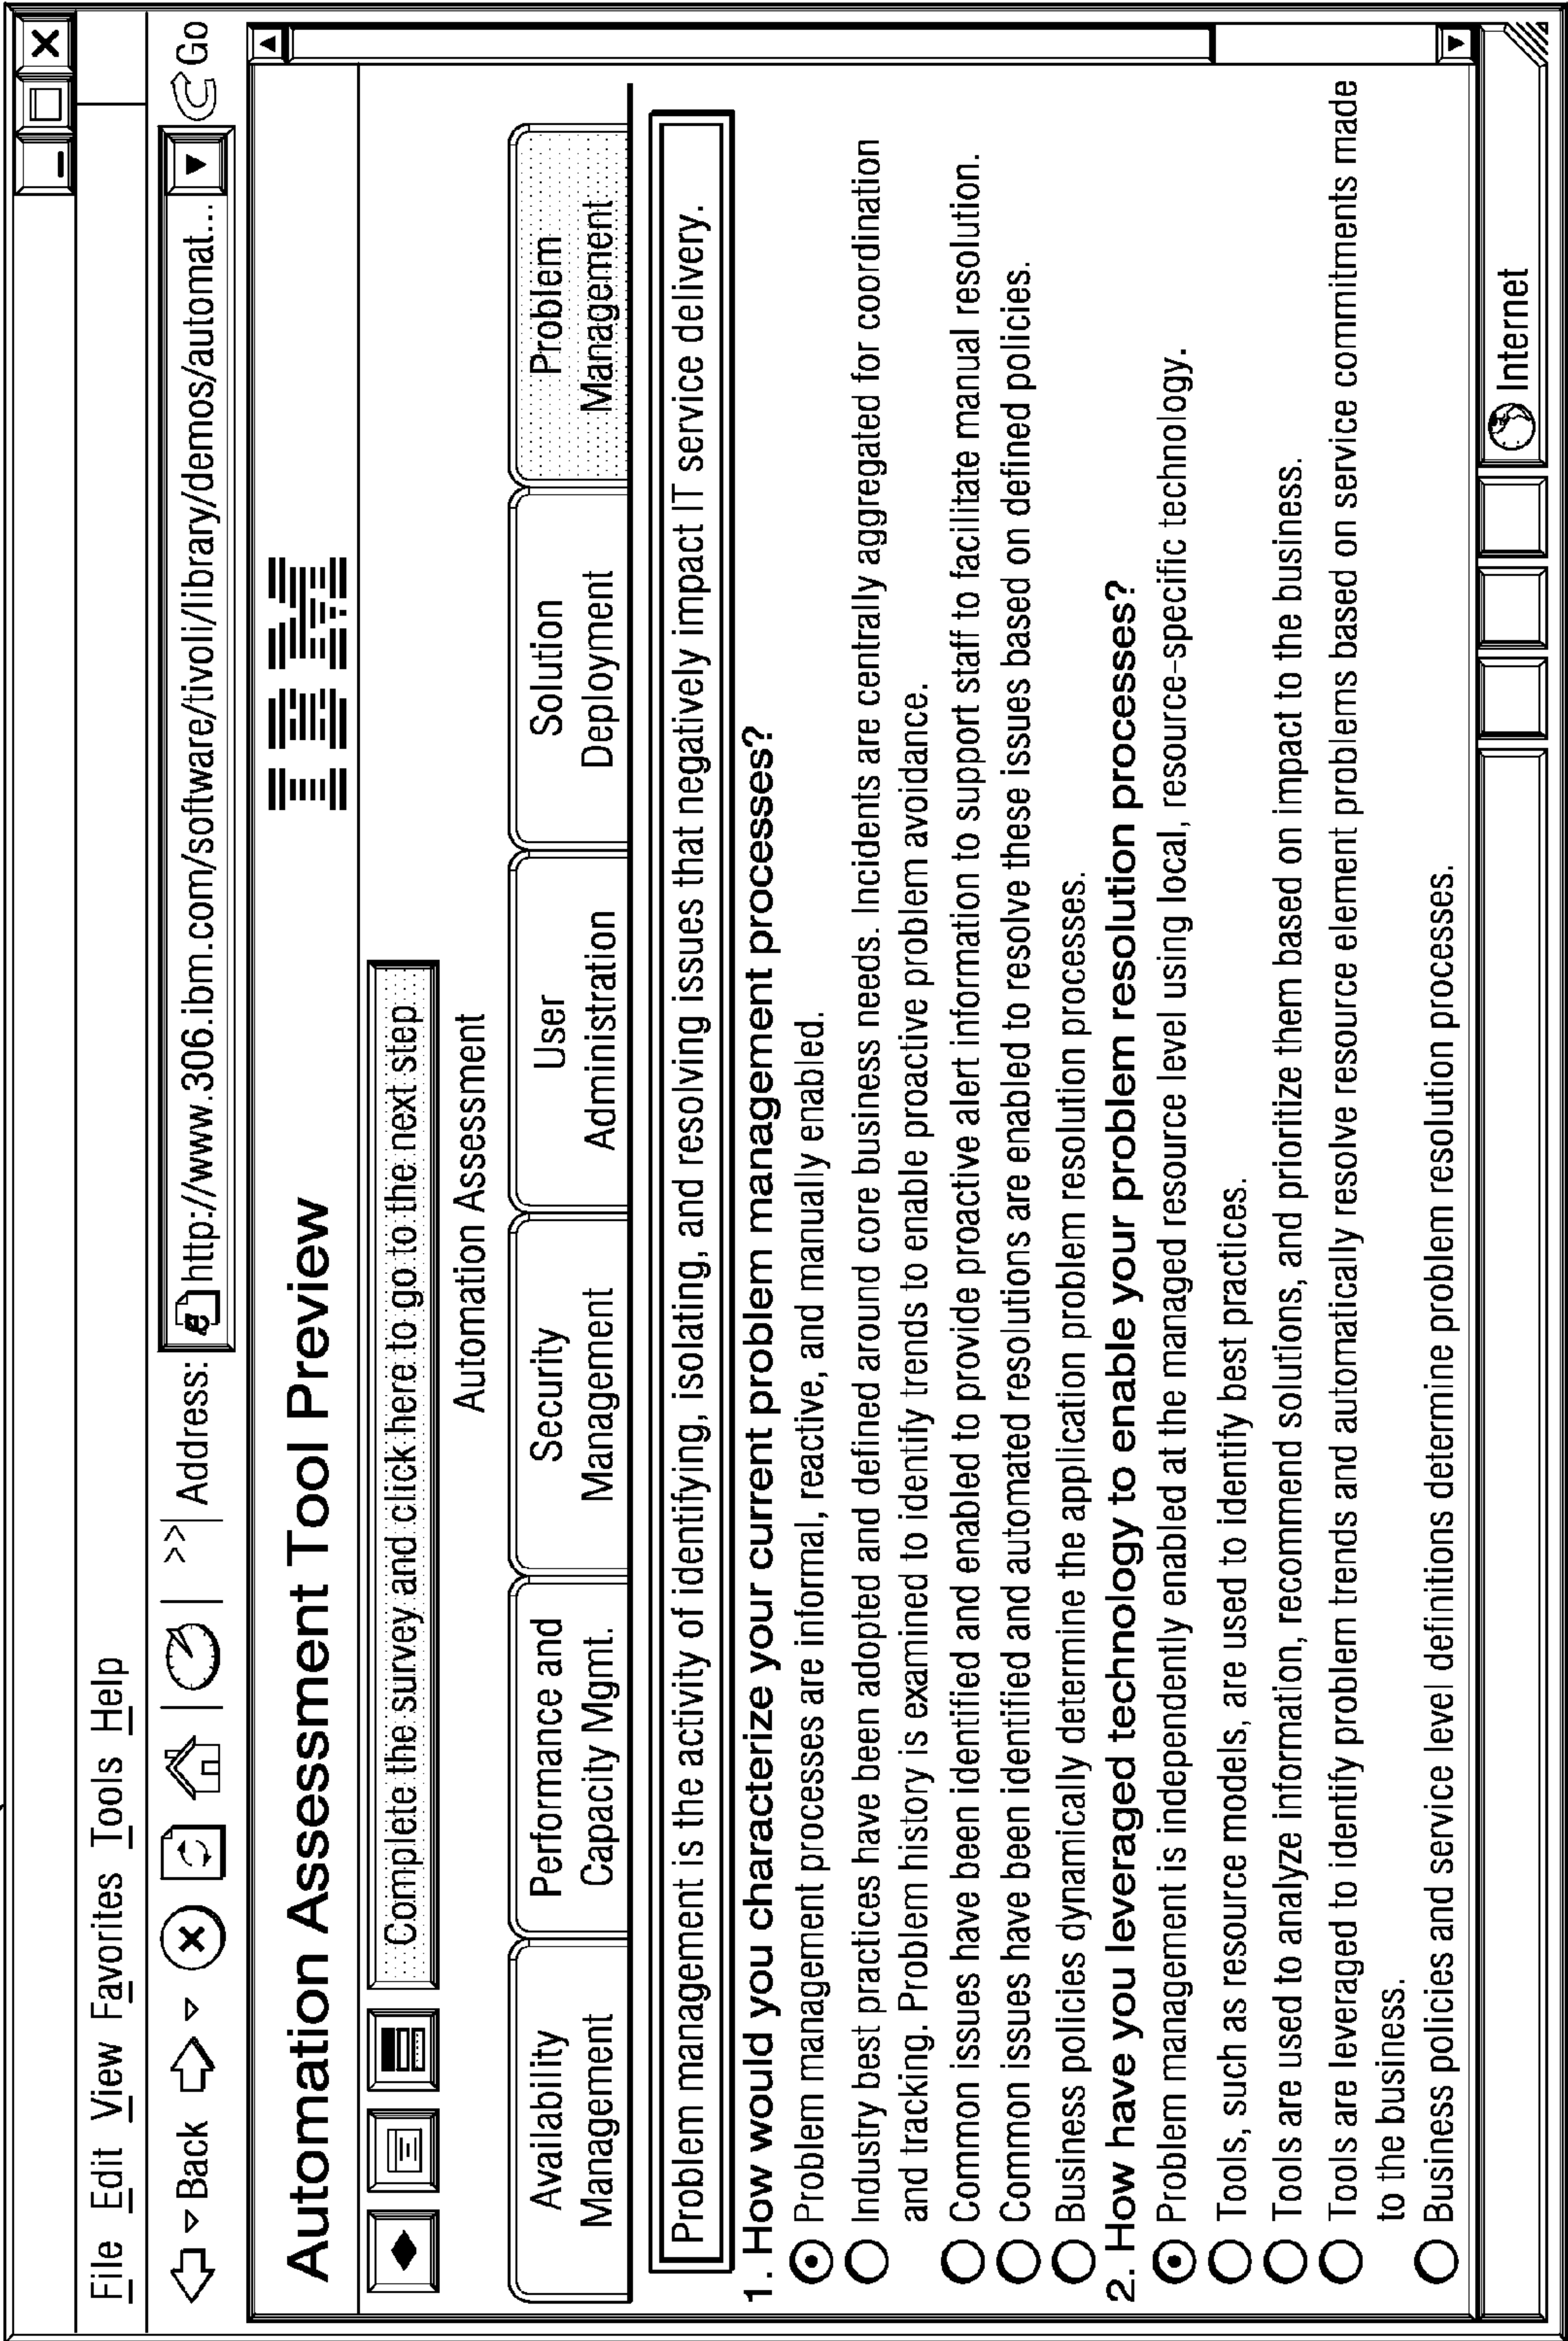 File Edit View Favorites Tools Help
Back >> Address: http://www.306.ibm.com/software/tivoli/library/demos/automat... Go
Automation Assessment Tool Preview IBM
Complete the survey and click here to go to the next step
Automation Assessment
Availability Management
Performance and Capacity Mgmt.
Security Management
User Administration
Solution Deployment
Problem Management
Problem management is the activity of identifying, isolating, and resolving issues that negatively impact IT service delivery.
1. How would you characterize your current problem management processes?
Problem management processes are informal, reactive, and manually enabled.
Industry best practices have been adopted and defined around core business needs. Incidents are centrally aggregated for coordination
and tracking. Problem history is examined to identify trends to enable proactive problem avoidance.
Common issues have been identified and enabled to provide proactive alert information to support staff to facilitate manual resolution.
Common issues have been identified and automated resolutions are enabled to resolve these issues based on defined policies.
Business policies dynamically determine the application problem resolution processes.
2. How have you leveraged technology to enable your problem resolution processes?
Problem management is independently enabled at the managed resource level using local, resource-specific technology.
Tools, such as resource models, are used to identify best practices.
Tools are used to analyze information, recommend solutions, and prioritize them based on impact to the business.
Tools are leveraged to identify problem trends and automatically resolve resource element problems based on service commitments made
to the business.
Business policies and service level definitions determine problem resolution processes.
Internet